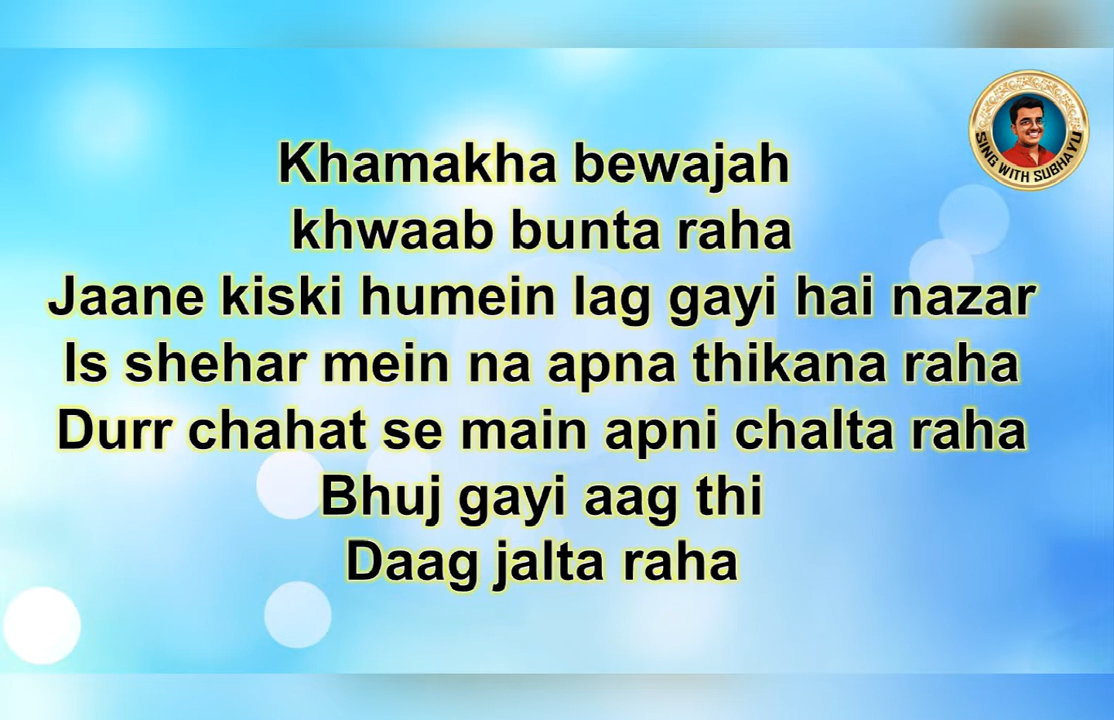 Khamakha bewajah
khwaab bunta raha
Jaane kiski humein lag gayi hai nazar
Is shehar mein na apna thikana raha
Durr chahat se main apni chalta raha
Bhuj gayi aag thi
Daag jalta raha
SING WITH SUBHAYU